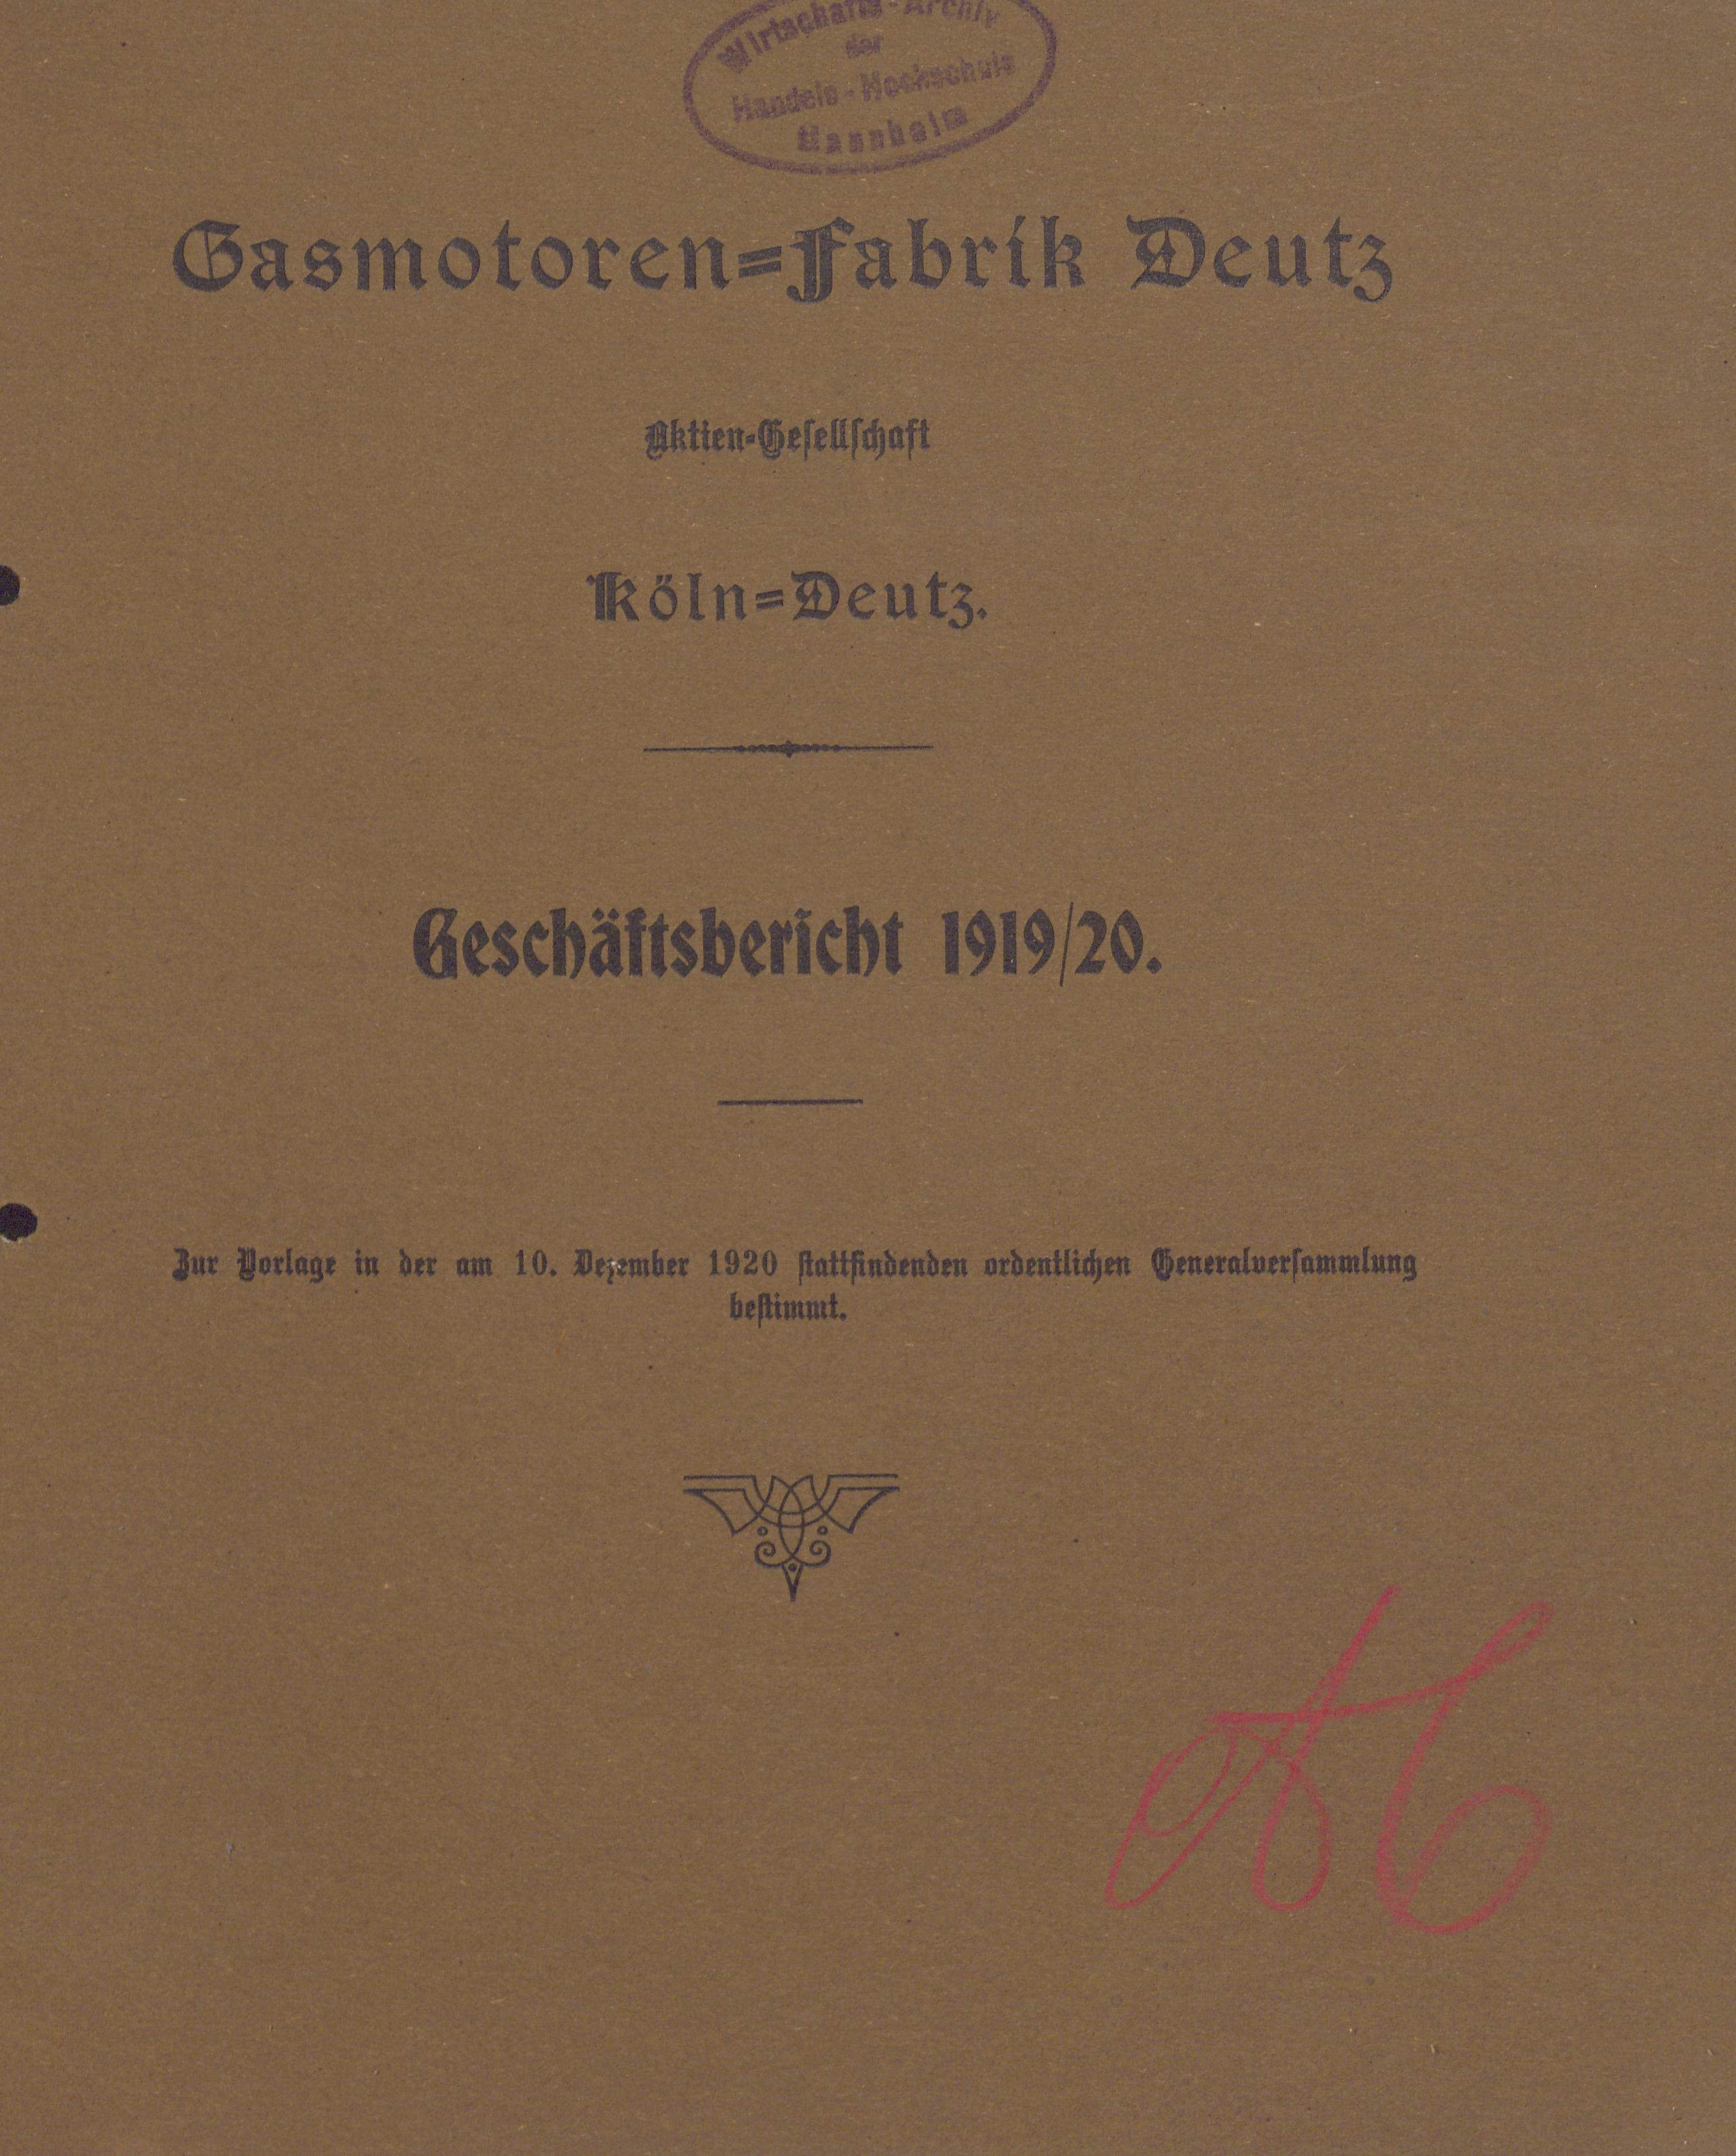 Wirtschafts-Archiv
der
Handels-Hochschule
Mannheim
Gasmotoren=Fabrik Deutz
Aktien-Geſellſchaft
Köln=Deutz.
Geschäftsbericht 1919/20.
Zur Vorlage in der am 10. Dezember 1920 ſtattfindenden ordentlichen Generalverſammlung
beſtimmt.